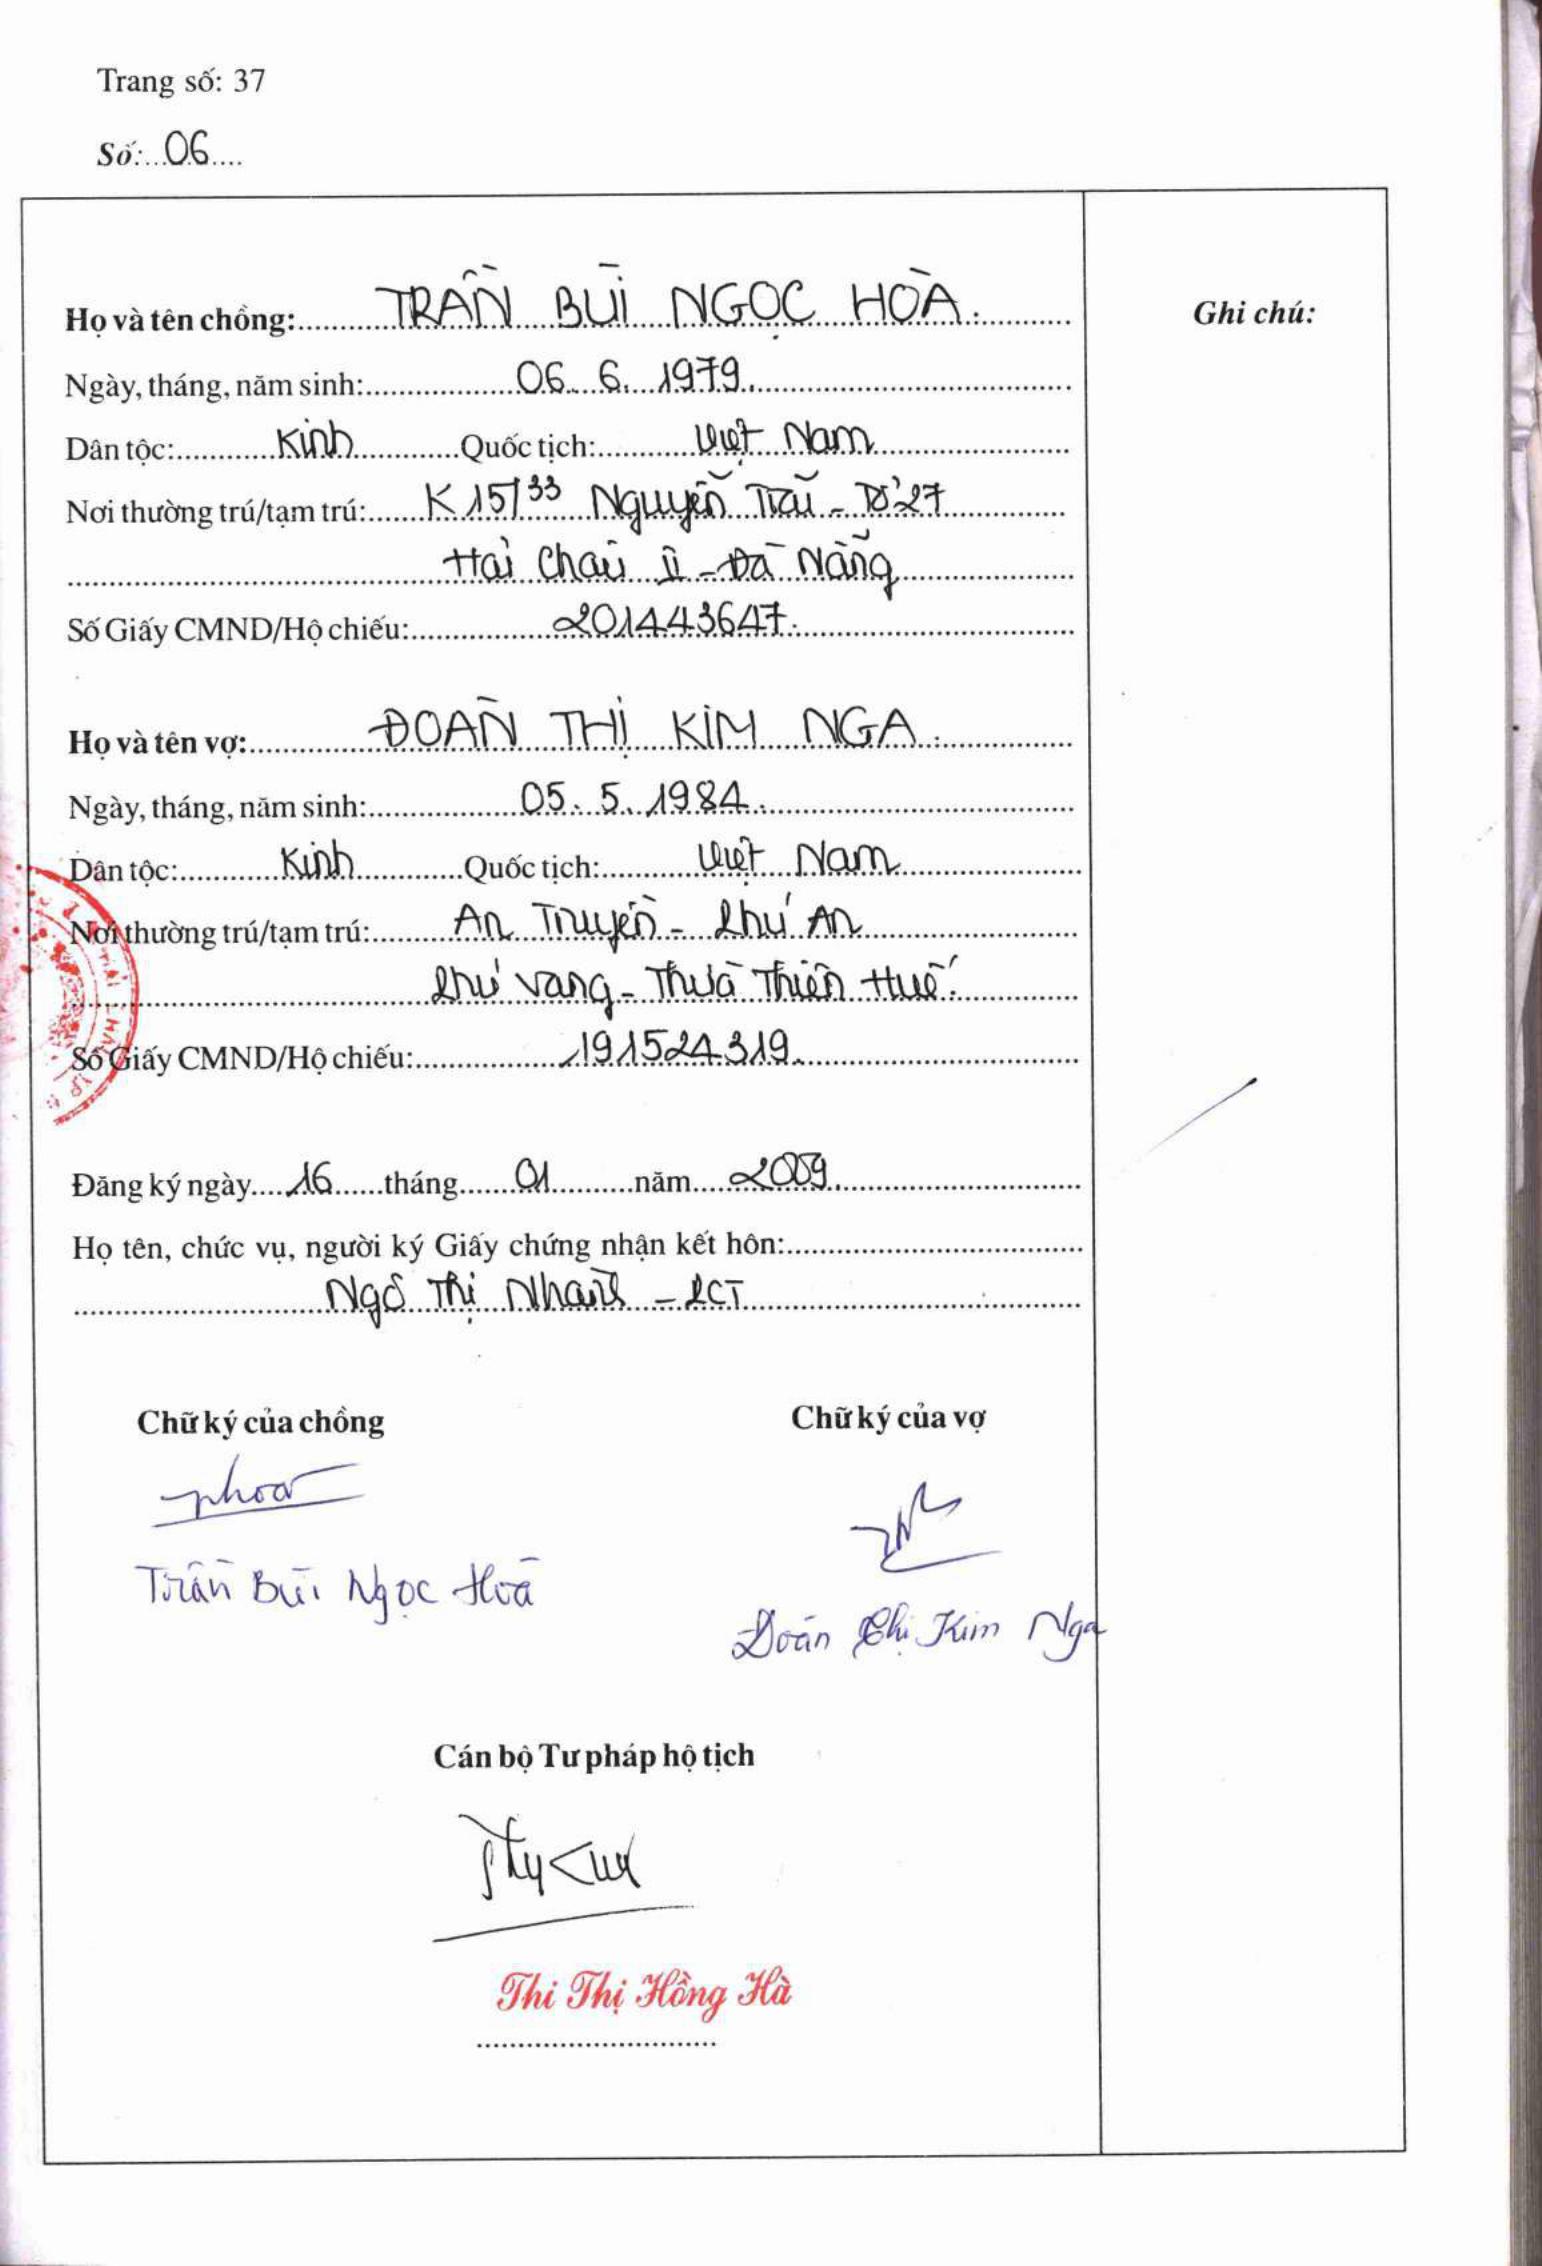 Trang số: 37
Số: 06
Họ và tên chồng: TRẦN BÙI NGỌC HÒA
Ghi chú:
Ngày, tháng, năm sinh: 06. 6. 1979
Dân tộc: Kinh Quốc tịch: Việt Nam
Nơi thường trú/tạm trú: K 15/33 Nguyễn Trãi - Tổ 27
Hải Châu II - Đà Nẵng
Số Giấy CMND/Hộ chiếu: 201443647.
Họ và tên vợ: ĐOÀN THỊ KIM NGA
Ngày, tháng, năm sinh: 05. 5. 1984.
Dân tộc: Kinh Quốc tịch: Việt Nam
Nơi thường trú/tạm trú: An Truyền - Phú An
Phú Vang - Thừa Thiên Huế.
Số Giấy CMND/Hộ chiếu: 191524319.
Đăng ký ngày 16 tháng 01 năm 2009
Họ tên, chức vụ, người ký Giấy chứng nhận kết hôn:
Ngô Thị Nhanh - PCT
Chữ ký của chồng Chữ ký của vợ
Trần Bùi Ngọc Hoà
Đoàn Thị Kim Nga
Cán bộ Tư pháp hộ tịch
Thi Thị Hồng Hà